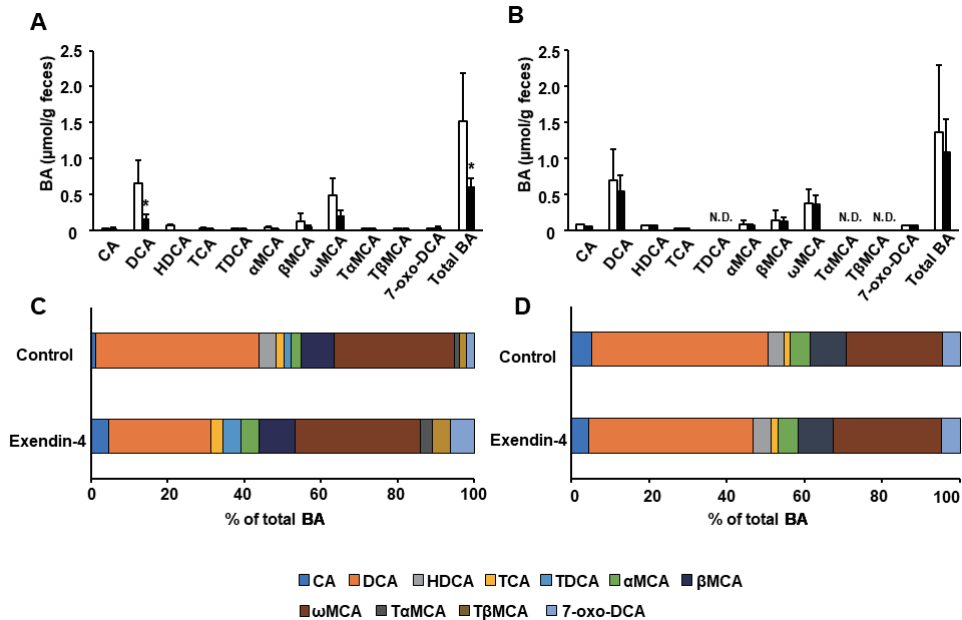 A
BA (µmol/g feces)
2.5
2.0
1.5
1.0
0.5
0
*
*
CA
DCA
HDCA
TCA
TDCA
αMCA
βMCA
ωMCA
TαMCA
TβMCA
7-oxo-DCA
Total BA
B
BA (µmol/g feces)
2.5
2.0
1.5
1.0
0.5
0
N.D.
N.D.
N.D.
CA
DCA
HDCA
TCA
TDCA
αMCA
βMCA
ωMCA
TαMCA
TβMCA
7-oxo-DCA
Total BA
C
Control
Exendin-4
0 20 40 60 80 100
% of total BA
D
Control
Exendin-4
0 20 40 60 80 100
% of total BA
CA DCA HDCA TCA TDCA αMCA βMCA
ωMCA TαMCA TβMCA 7-oxo-DCA